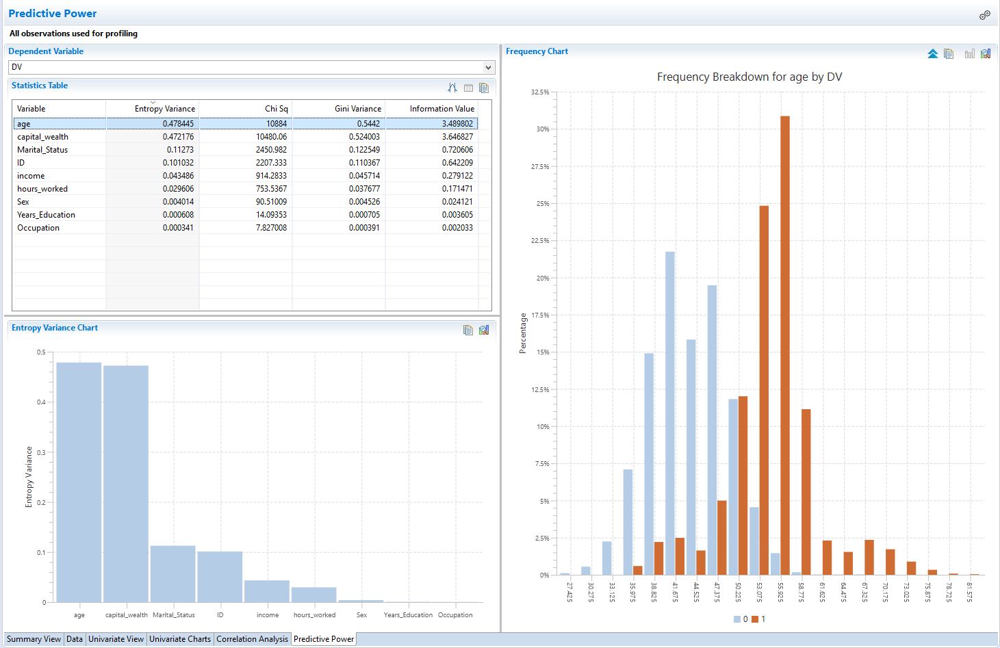 Predictive Power
All observations used for profiling
Dependent Variable
DV
Statistics Table
Variable Entropy Variance Chi Sq Gini Variance Information Value
age 0.478445 10884 0.5442 3.489802
capital_wealth 0.472176 10480.06 0.524003 3.646827
Marital_Status 0.11273 2450.982 0.122549 0.720606
ID 0.101032 2207.333 0.110367 0.642209
income 0.043486 914.2833 0.045714 0.279122
hours_worked 0.029606 753.5367 0.037677 0.171471
Sex 0.004014 90.51009 0.004526 0.024121
Years_Education 0.000608 14.09353 0.000705 0.003605
Occupation 0.000341 7.827008 0.000391 0.002033
Entropy Variance Chart
0.5
0.4
0.3
0.2
0.1
0
Entropy Variance
age capital_wealth Marital_Status ID income hours_worked Sex Years_Education Occupation
Frequency Chart
Frequency Breakdown for age by DV
32.5%
30%
27.5%
25%
22.5%
20%
17.5%
15%
12.5%
10%
7.5%
5%
2.5%
0%
Percentage
27.425 30.275 33.125 35.975 38.825 41.675 44.525 47.375 50.225 53.075 55.925 58.775 61.625 64.475 67.325 70.175 73.025 75.875 78.725 81.575
0 1
Summary View Data Univariate View Univariate Charts Correlation Analysis Predictive Power